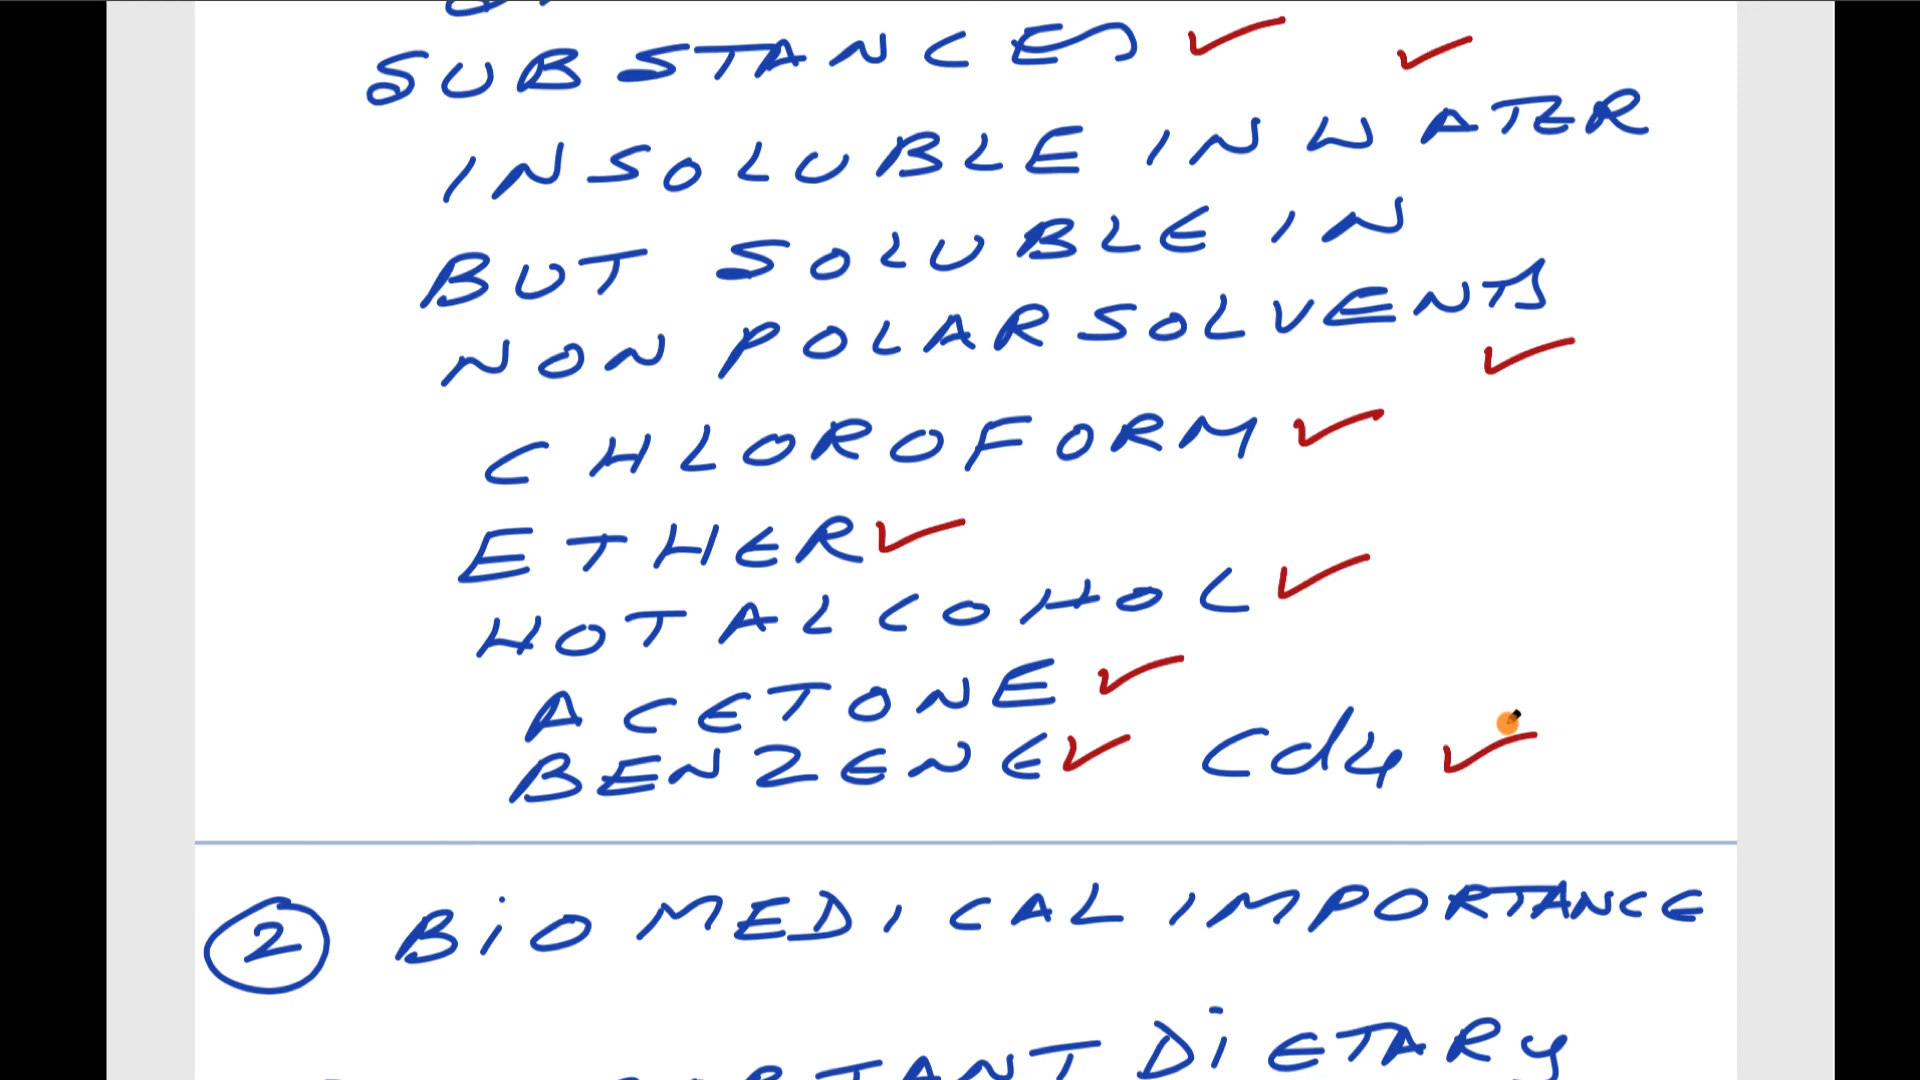 SUBSTANCES
INSOLUBLE IN WATER
BUT SOLUBLE IN
NON POLAR SOLVENTS
CHLOROFORM
ETHER
HOT ALCOHOL
ACETONE
BENZENE CCl4
2 BIOMEDICAL IMPORTANCE
DIETARY